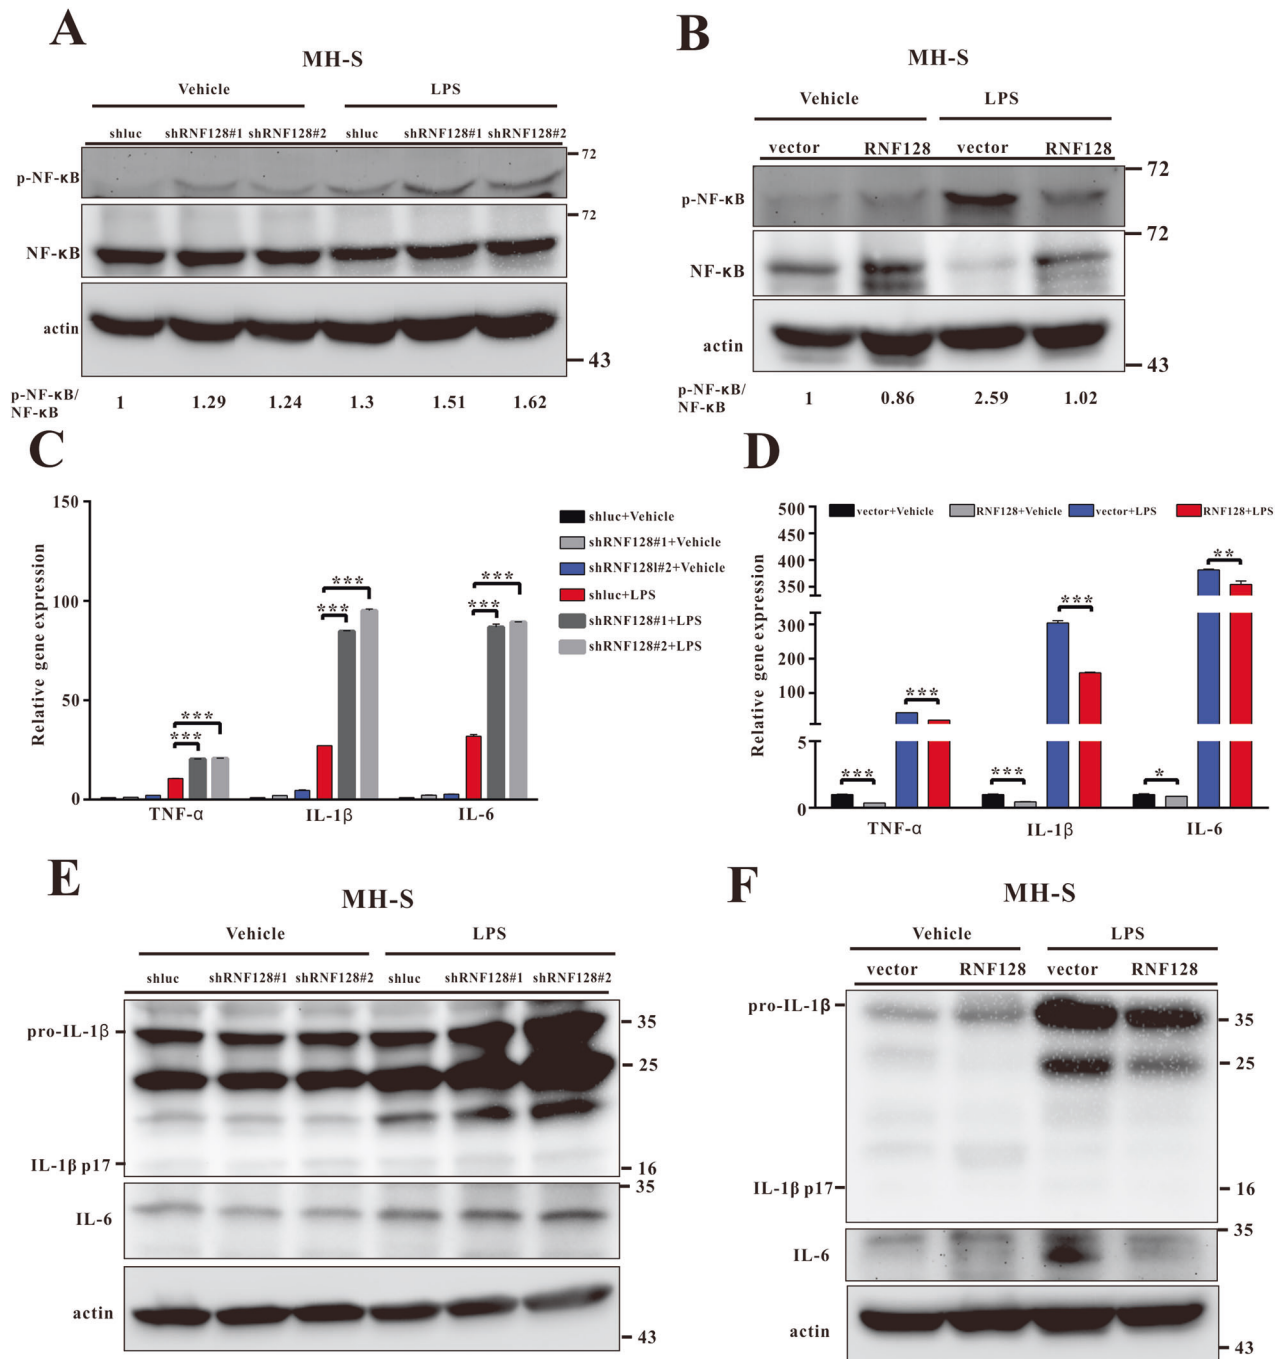 A
MH-S
Vehicle LPS
shluc shRNF128#1 shRNF128#2 shluc shRNF128#1 shRNF128#2
p-NF-κB 72
72
NF-κB
actin
43
p-NF-κB/
NF-κB 1 1.29 1.24 1.3 1.51 1.62
B
MH-S
Vehicle LPS
vector RNF128 vector RNF128
72
p-NF-κB
72
NF-κB
actin
43
p-NF-κB/
NF-κB 1 0.86 2.59 1.02
C
Relative gene expression
150
100
50
0
*** *** *** *** *** ***
TNF-α IL-1β IL-6
shluc+Vehicle
shRNF128#1+Vehicle
shRNF128l#2+Vehicle
shluc+LPS
shRNF128#1+LPS
shRNF128#2+LPS
D
vector+Vehicle RNF128+Vehicle vector+LPS RNF128+LPS
Relative gene expression
500
450
400
350
300
200
100
5
0
*** *** *** *** * **
TNF-α IL-1β IL-6
E
MH-S
Vehicle LPS
shluc shRNF128#1 shRNF128#2 shluc shRNF128#1 shRNF128#2
pro-IL-1β 35
25
IL-1β p17 16
35
IL-6
actin
43
F
MH-S
Vehicle LPS
vector RNF128 vector RNF128
pro-IL-1β
35
25
IL-1β p17 16
35
IL-6
actin
43